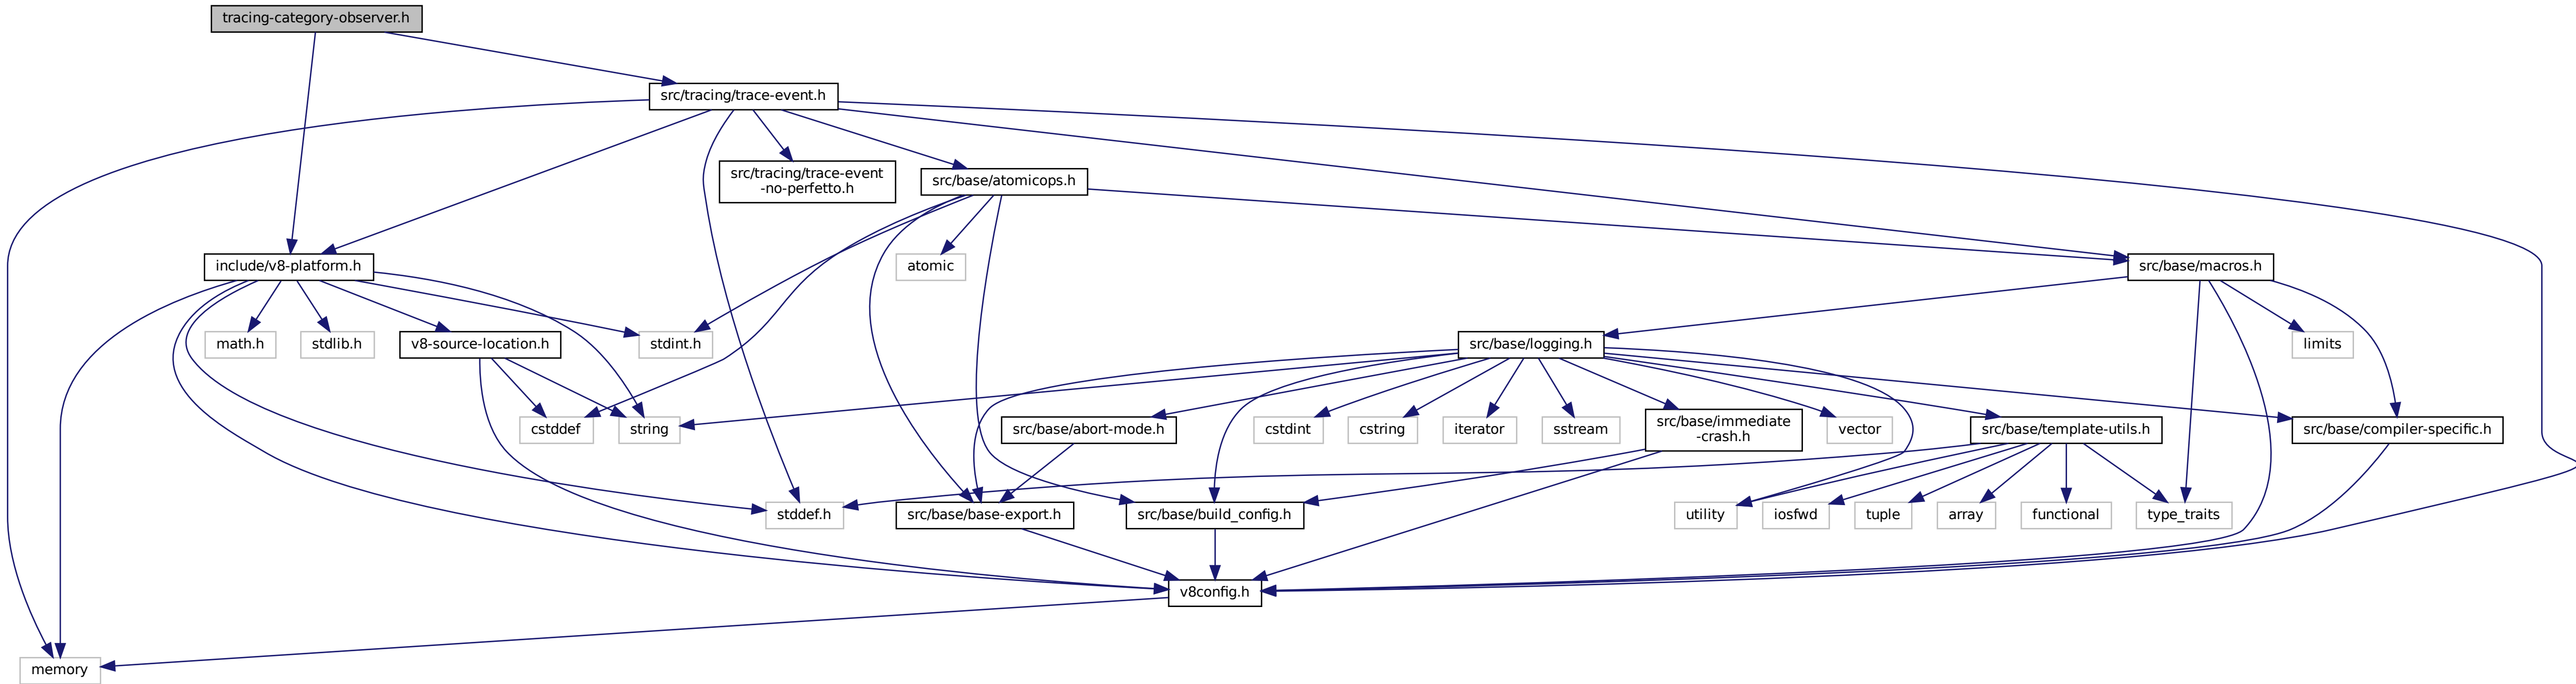 tracing-category-observer.h
src/tracing/trace-event.h
src/tracing/trace-event
-no-perfetto.h
src/base/atomicops.h
include/v8-platform.h
atomic
src/base/macros.h
math.h
stdlib.h
v8-source-location.h
stdint.h
src/base/logging.h
limits
cstddef
string
src/base/abort-mode.h
cstdint
cstring
iterator
sstream
src/base/immediate
-crash.h
vector
src/base/template-utils.h
src/base/compiler-specific.h
stddef.h
src/base/base-export.h
src/base/build_config.h
utility
iosfwd
tuple
array
functional
type_traits
v8config.h
memory